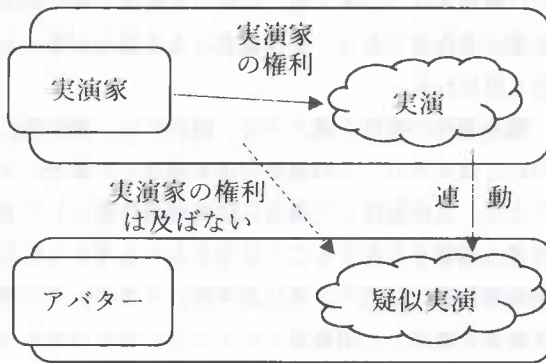 実演家
の権利
実演家
実演
実演家の権利
は及ばない
連動
アバター
疑似実演